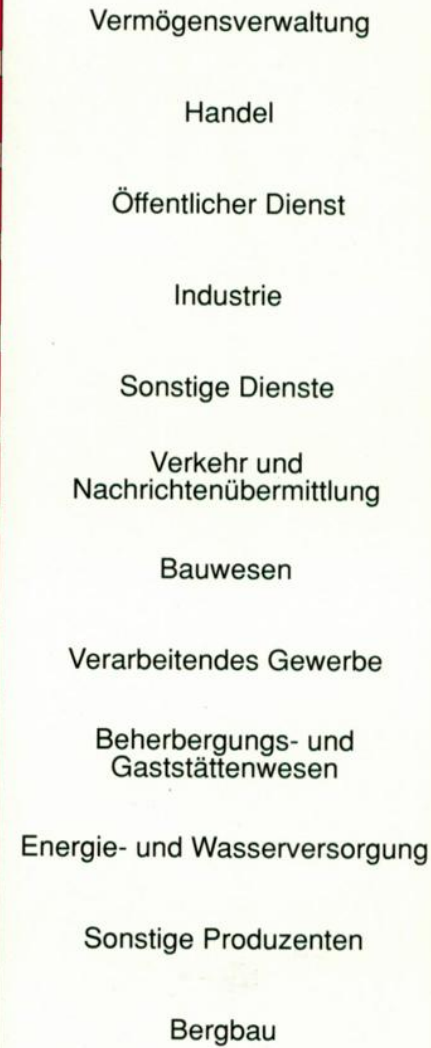 Vermögensverwaltung
Handel
Öffentlicher Dienst
Industrie
Sonstige Dienste
Verkehr und
Nachrichtenübermittlung
Bauwesen
Verarbeitendes Gewerbe
Beherbergungs- und
Gaststättenwesen
Energie- und Wasserversorgung
Sonstige Produzenten
Bergbau